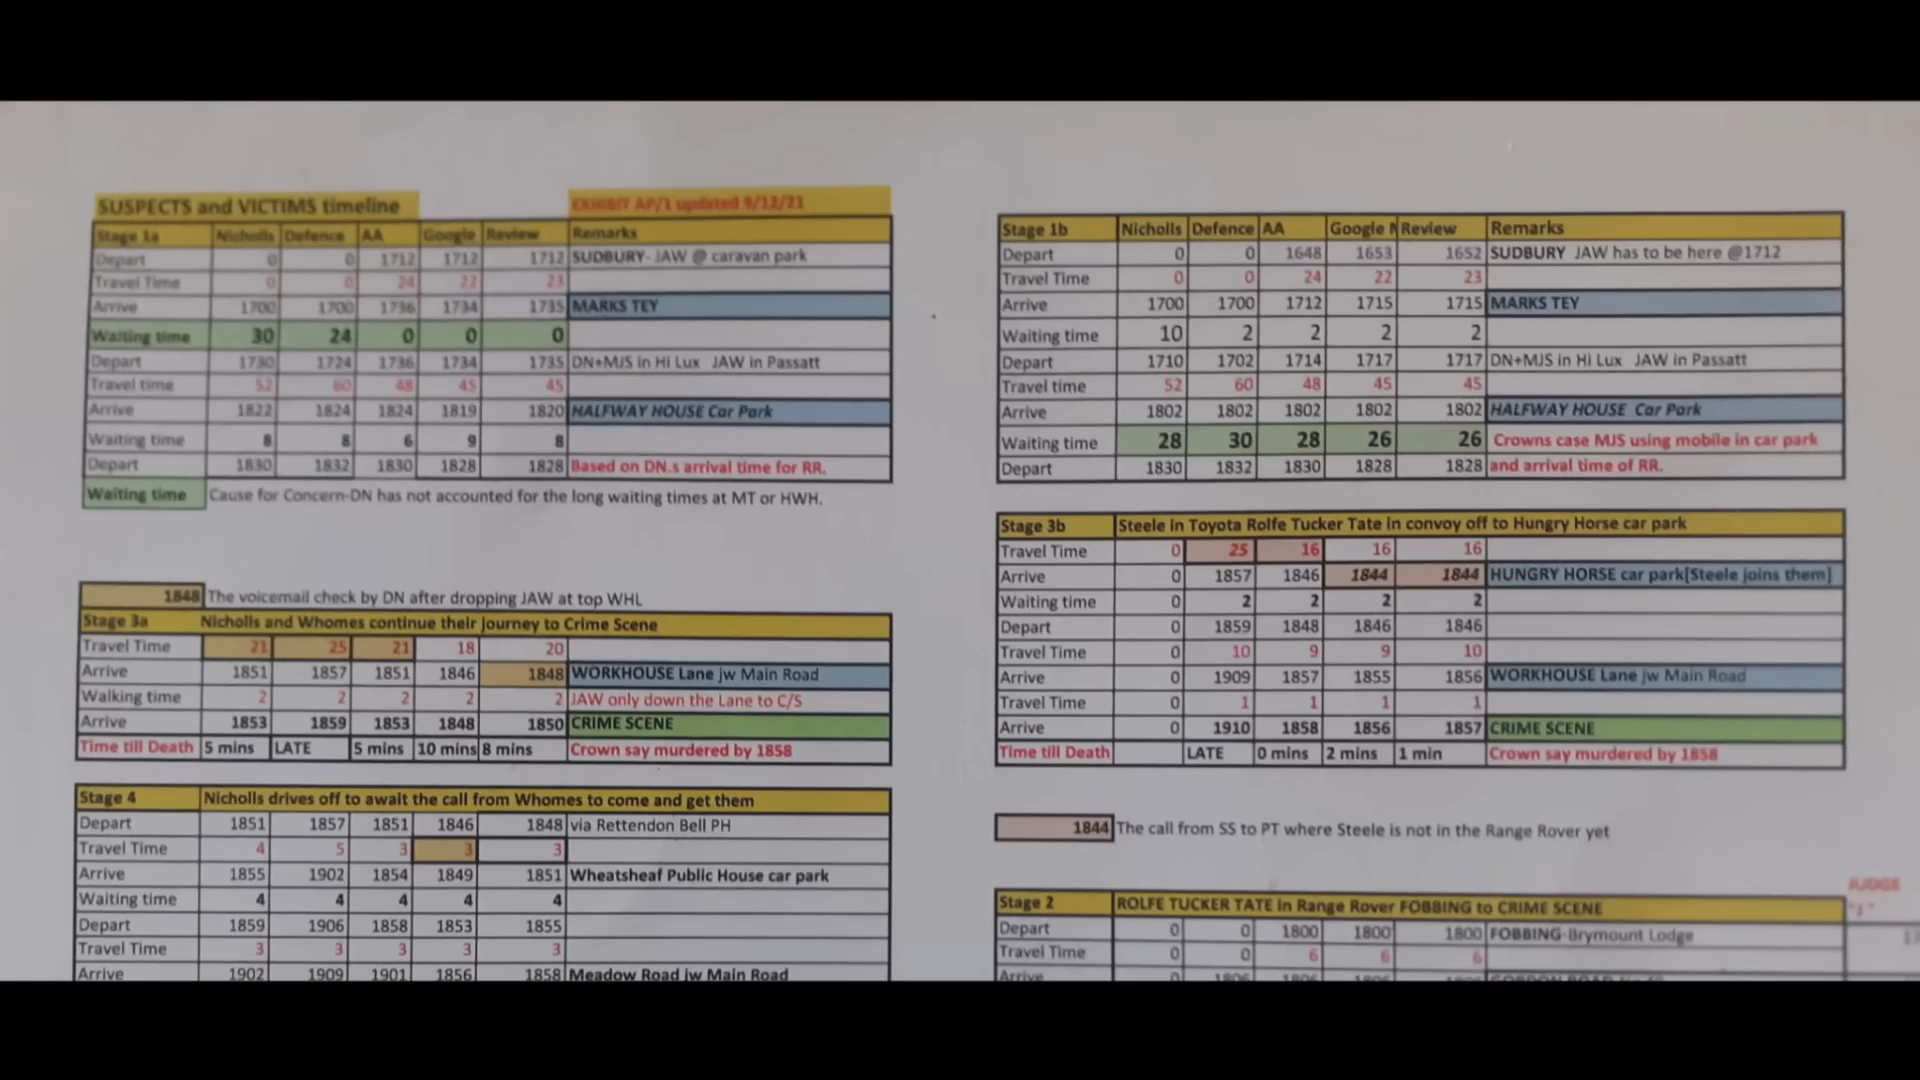 SUSPECTS and VICTIMS timeline EXHIBIT AP/1 updated 9/12/21
Stage 1a Nicholls Defence AA Google Review Remarks
Depart 0 0 1712 1712 1712 SUDBURY- JAW @ caravan park
Travel Time 0 0 24 22 23
Arrive 1700 1700 1736 1734 1735 MARKS TEY
Waiting time 30 24 0 0 0
Depart 1730 1724 1736 1734 1735 DN+MJS in Hi Lux JAW in Passatt
Travel time 52 60 48 45 45
Arrive 1822 1824 1824 1819 1820 HALFWAY HOUSE Car Park
Waiting time 8 8 6 9 8
Depart 1830 1832 1830 1828 1828 Based on DN.s arrival time for RR.
Waiting time Cause for Concern-DN has not accounted for the long waiting times at MT or HWH.
1848 The voicemail check by DN after dropping JAW at top WHL
Stage 3a Nicholls and Whomes continue their journey to Crime Scene
Travel Time 21 25 21 18 20
Arrive 1851 1857 1851 1846 1848 WORKHOUSE Lane jw Main Road
Walking time 2 2 2 2 2 JAW only down the Lane to C/S
Arrive 1853 1859 1853 1848 1850 CRIME SCENE
Time till Death 5 mins LATE 5 mins 10 mins 8 mins Crown say murdered by 1858
Stage 4 Nicholls drives off to await the call from Whomes to come and get them
Depart 1851 1857 1851 1846 1848 via Rettendon Bell PH
Travel Time 4 5 3 3 3
Arrive 1855 1902 1854 1849 1851 Wheatsheaf Public House car park
Waiting time 4 4 4 4 4
Depart 1859 1906 1858 1853 1855
Travel Time 3 3 3 3 3
Arrive 1902 1909 1901 1856 1858 Meadow Road jw Main Road
Stage 1b Nicholls Defence AA Google Review Remarks
Depart 0 0 1648 1653 1652 SUDBURY JAW has to be here @1712
Travel Time 0 0 24 22 23
Arrive 1700 1700 1712 1715 1715 MARKS TEY
Waiting time 10 2 2 2 2
Depart 1710 1702 1714 1717 1717 DN+MJS in Hi Lux JAW in Passatt
Travel time 52 60 48 45 45
Arrive 1802 1802 1802 1802 1802 HALFWAY HOUSE Car Park
Waiting time 28 30 28 26 26 Crowns case MJS using mobile in car park
Depart 1830 1832 1830 1828 1828 and arrival time of RR.
Stage 3b Steele in Toyota Rolfe Tucker Tate in convoy off to Hungry Horse car park
Travel Time 0 25 16 16 16
Arrive 0 1857 1846 1844 1844 HUNGRY HORSE car park[Steele joins them]
Waiting time 0 2 2 2 2
Depart 0 1859 1848 1846 1846
Travel Time 0 10 9 9 10
Arrive 0 1909 1857 1855 1856 WORKHOUSE Lane jw Main Road
Travel Time 0 1 1 1 1
Arrive 0 1910 1858 1856 1857 CRIME SCENE
Time till Death LATE 0 mins 2 mins 1 min Crown say murdered by 1858
1844 The call from SS to PT where Steele is not in the Range Rover yet
JUDGE
Stage 2 ROLFE TUCKER TATE in Range Rover FOBBING to CRIME SCENE
Depart 0 0 1800 1800 1800 FOBBING-Brymount Lodge
Travel Time 0 0 6 6 6
Arrive 0 1806 1806